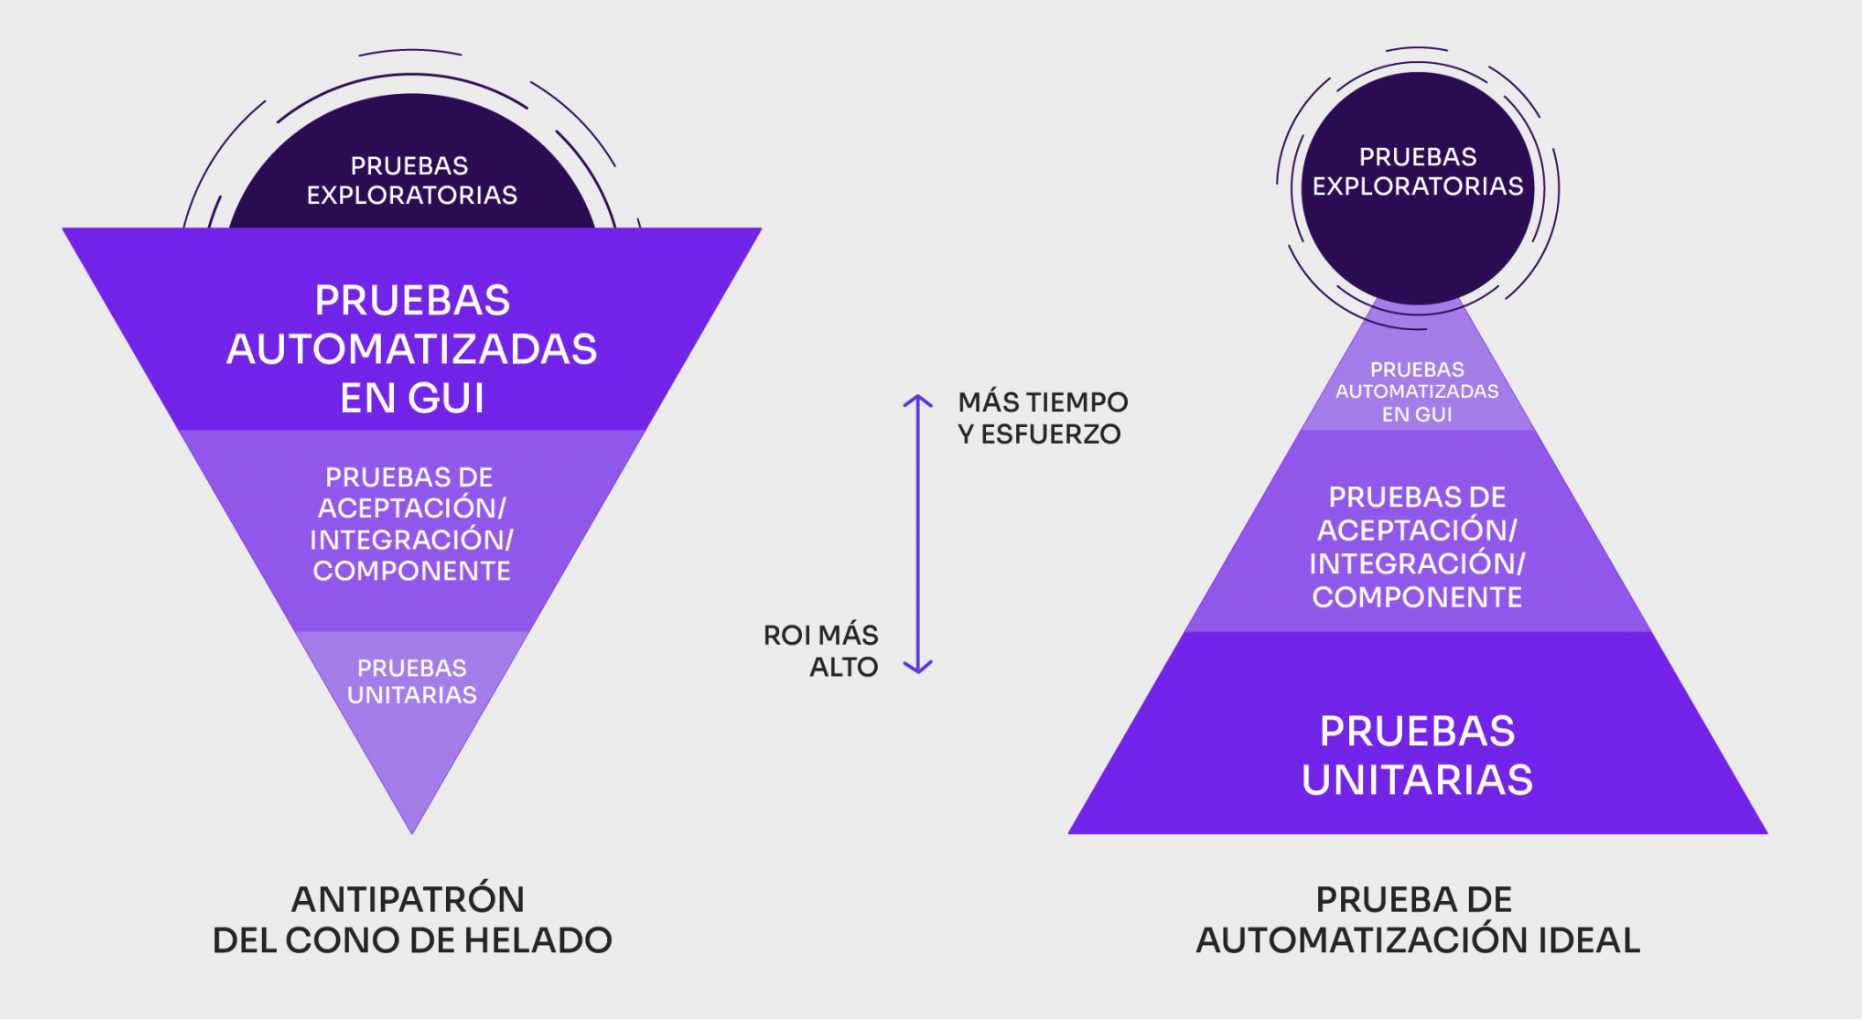 PRUEBAS
EXPLORATORIAS
PRUEBAS
AUTOMATIZADAS
EN GUI
PRUEBAS DE
ACEPTACIÓN/
INTEGRACIÓN/
COMPONENTE
PRUEBAS
UNITARIAS
ANTIPATRÓN
DEL CONO DE HELADO
MÁS TIEMPO
Y ESFUERZO
ROI MÁS
ALTO
PRUEBAS
EXPLORATORIAS
PRUEBAS
AUTOMATIZADAS
EN GUI
PRUEBAS DE
ACEPTACIÓN/
INTEGRACIÓN/
COMPONENTE
PRUEBAS
UNITARIAS
PRUEBA DE
AUTOMATIZACIÓN IDEAL